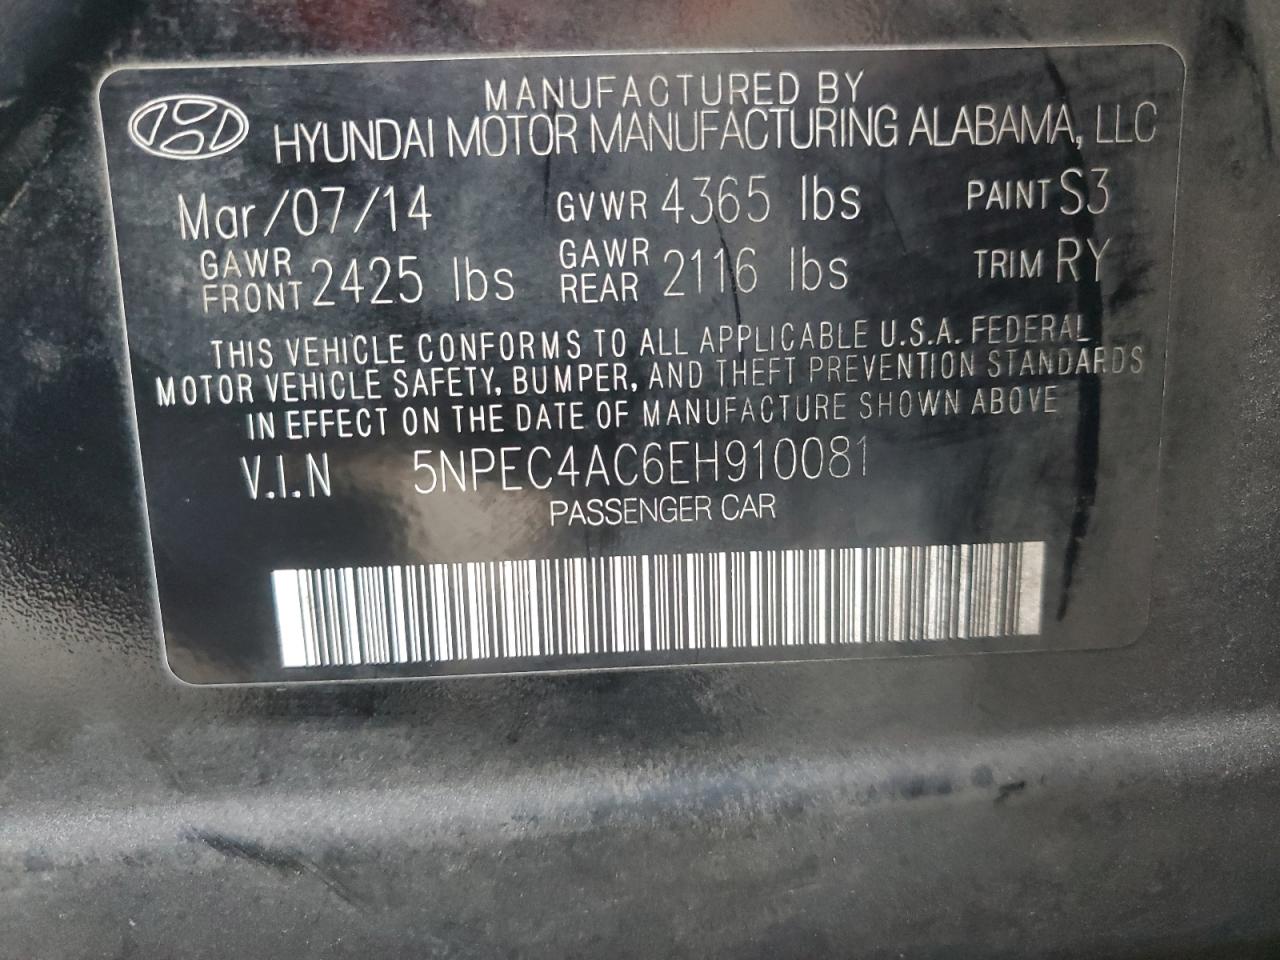 MANUFACTURED BY
HYUNDAI MOTOR MANUFACTURING ALABAMA, LLC
Mar/07/14 GVWR 4365 lbs PAINT S3
GAWR FRONT 2425 lbs GAWR REAR 2116 lbs TRIM RY
THIS VEHICLE CONFORMS TO ALL APPLICABLE U.S.A. FEDERAL
MOTOR VEHICLE SAFETY, BUMPER, AND THEFT PREVENTION STANDARDS
IN EFFECT ON THE DATE OF MANUFACTURE SHOWN ABOVE
V.I.N 5NPEC4AC6EH910081
PASSENGER CAR